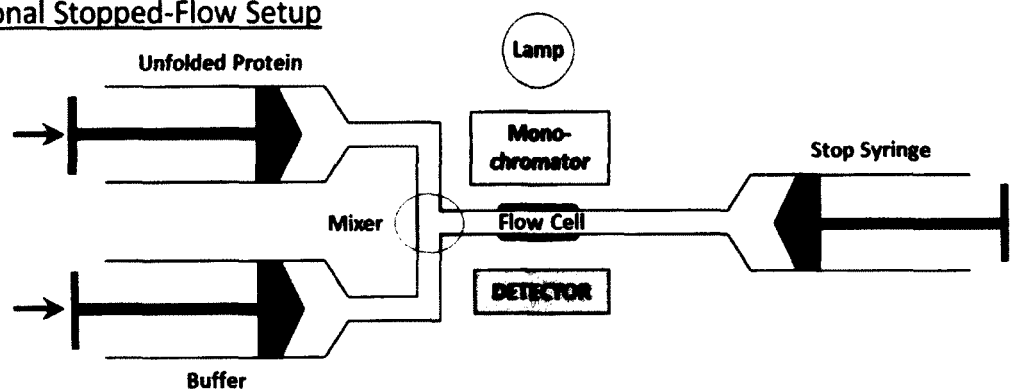 onal Stopped-Flow Setup
Lamp
Unfolded Protein
Mono-
chromator
Stop Syringe
Mixer
Flow Cell
DETECTOR
Buffer